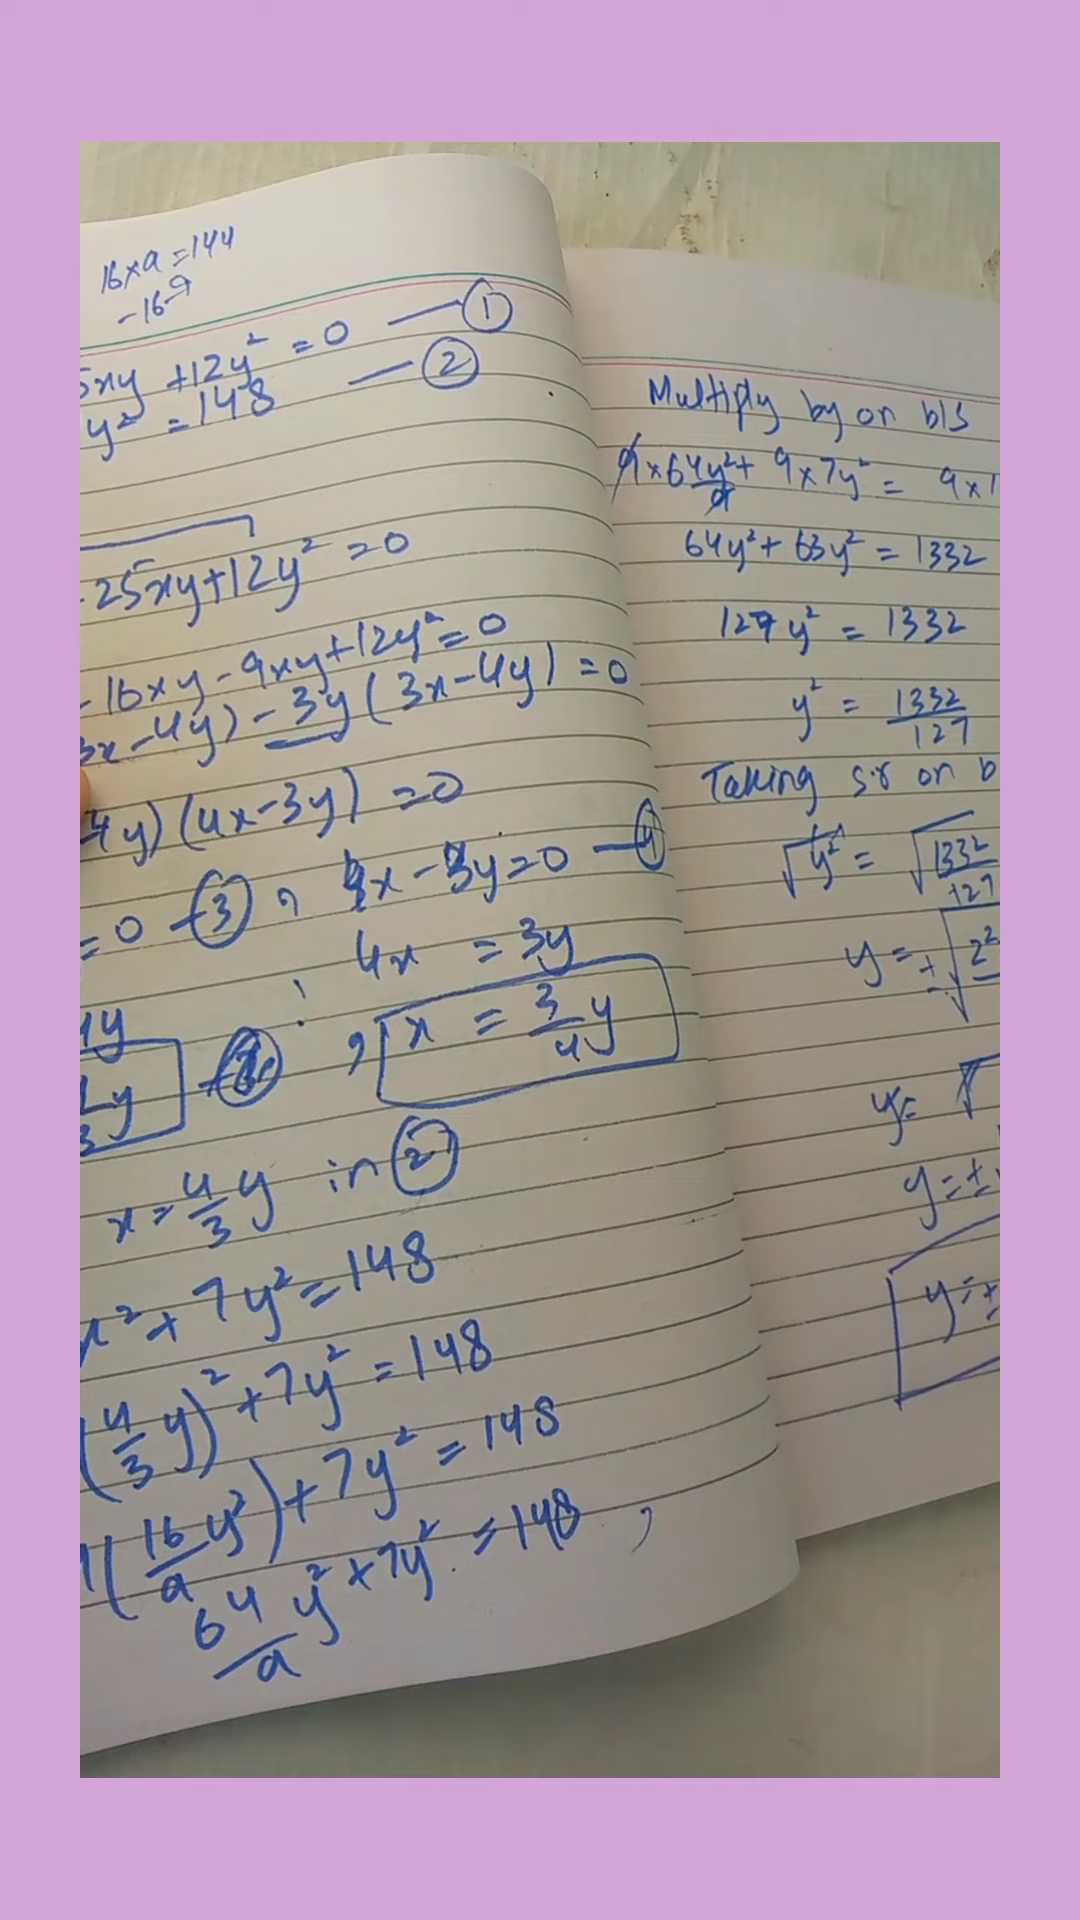 16×9=144
-16-9
5xy +12y² = 0 — ①
y² = 148 — ②
-25xy+12y² =0
-16xy-9xy+12y²=0
3x-4y)-3y(3x-4y)=0
4y)(4x-3y)=0
=0 -③, 4x-3y=0 -④
4x = 3y
4y
, x = 3/4 y
3 y
x=4/3 y in ②
x²+7y²=148
(4/3 y)²+7y²=148
(16/9 y²)+7y²=148
64/9 y²+7y²=148,
Multiply by on b/s
9×64y²/9+ 9×7y² = 9×1
64y²+ 63y² = 1332
127y² = 1332
y² = 1332/127
Taking s.r on b
√y² = √1332/127
y=±√2²
y= √
y=±
y=±